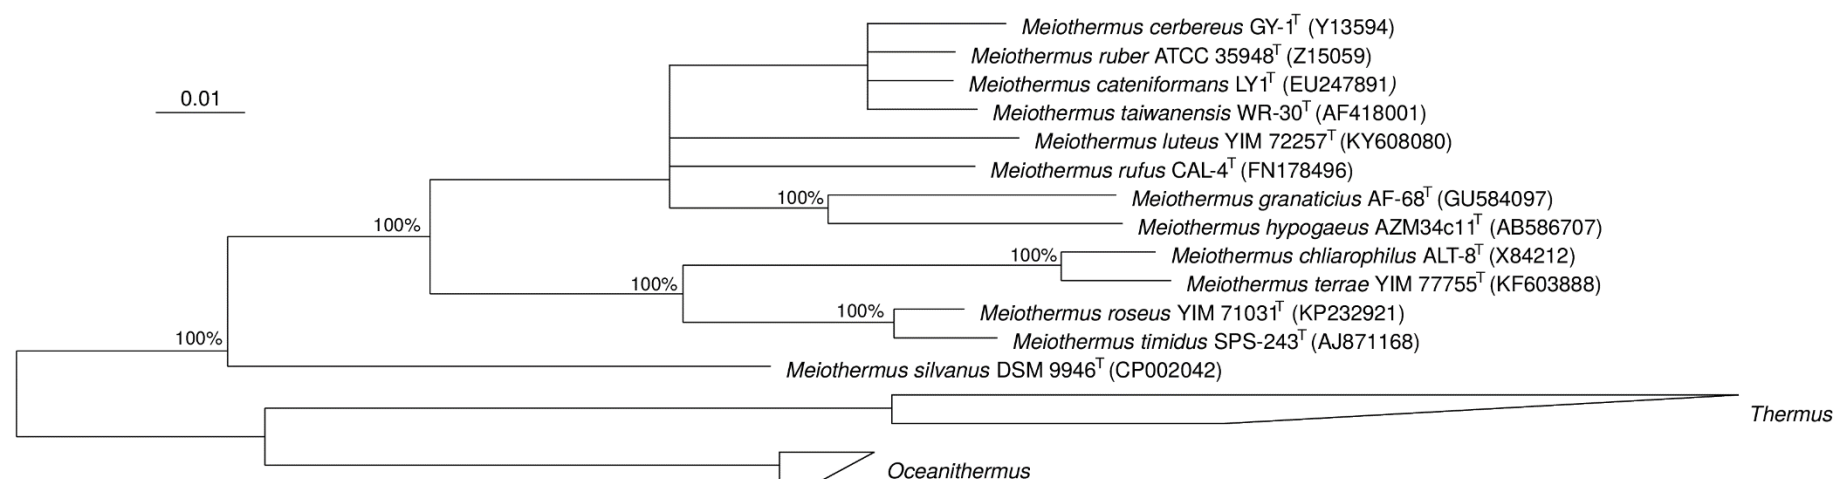 Meiothermus cerbereus GY-1T (Y13594)
Meiothermus ruber ATCC 35948T (Z15059)
Meiothermus cateniformans LY1T (EU247891)
0.01
Meiothermus taiwanensis WR-30T (AF418001)
Meiothermus luteus YIM 72257T (KY608080)
Meiothermus rufus CAL-4T (FN178496)
100%
Meiothermus granaticius AF-68T (GU584097)
100%
Meiothermus hypogaeus AZM34c11T (AB586707)
100%
Meiothermus chliarophilus ALT-8T (X84212)
100%
Meiothermus terrae YIM 77755T (KF603888)
100%
Meiothermus roseus YIM 71031T (KP232921)
100%
Meiothermus timidus SPS-243T (AJ871168)
Meiothermus silvanus DSM 9946T (CP002042)
Thermus
Oceanithermus